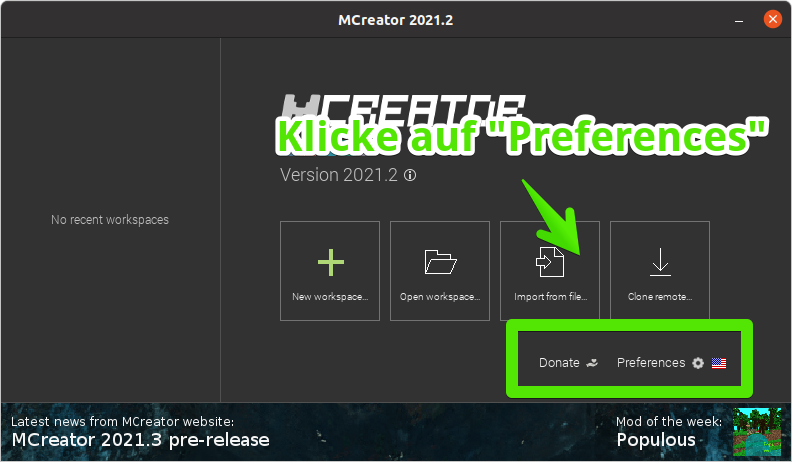 MCreator 2021.2
MCREATOR
Klicke auf "Preferences"
Version 2021.2
No recent workspaces
New workspace...
Open workspace...
Import from file...
Clone remote...
Donate
Preferences
Latest news from MCreator website:
MCreator 2021.3 pre-release
Mod of the week:
Populous